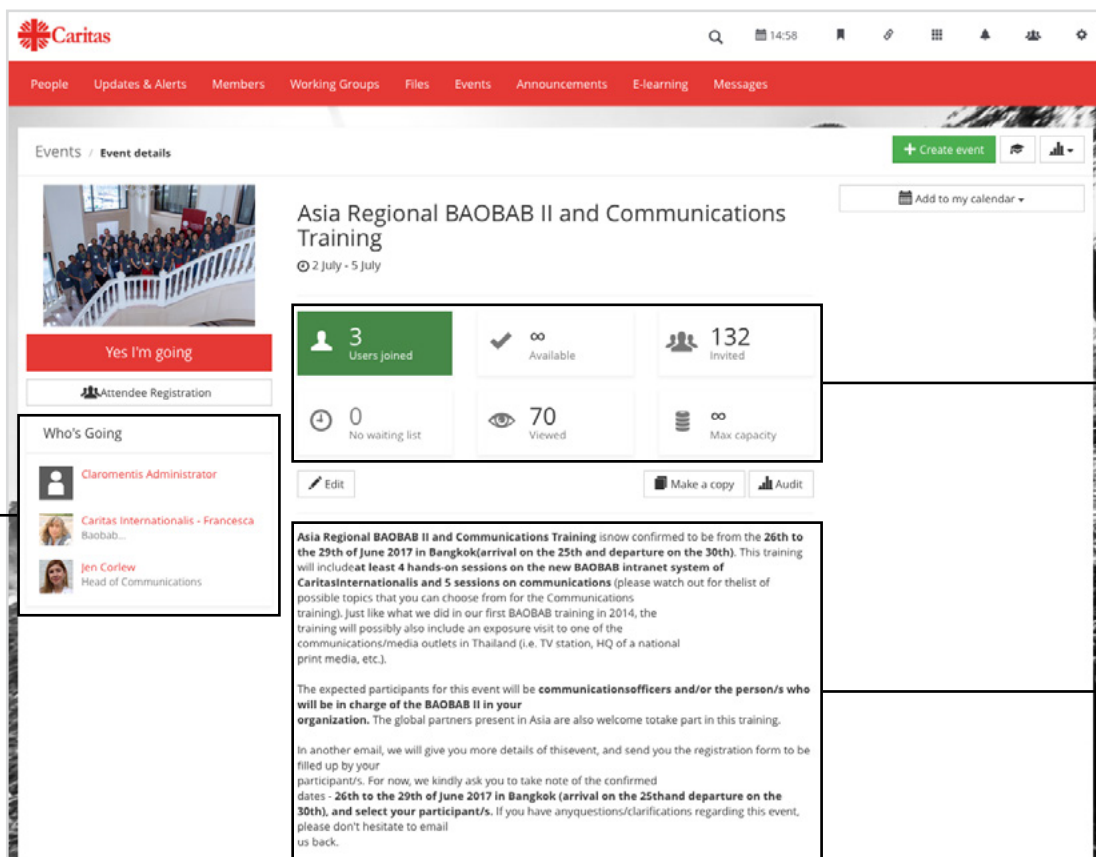 Caritas
14:58
People Updates & Alerts Members Working Groups Files Events Announcements E-learning Messages
Events / Event details
+ Create event
Add to my calendar
Asia Regional BAOBAB II and Communications
Training
2 July - 5 July
Yes I'm going
Attendee Registration
Who's Going
Claromentis Administrator
Caritas Internationalis - Francesca
Baobab...
Jen Corlew
Head of Communications
3
Users joined
∞
Available
132
Invited
0
No waiting list
70
Viewed
∞
Max capacity
Edit
Make a copy
Audit
Asia Regional BAOBAB II and Communications Training isnow confirmed to be from the 26th to
the 29th of June 2017 in Bangkok(arrival on the 25th and departure on the 30th). This training
will includeat least 4 hands-on sessions on the new BAOBAB intranet system of
CaritasInternationalis and 5 sessions on communications (please watch out for thelist of
possible topics that you can choose from for the Communications
training). Just like what we did in our first BAOBAB training in 2014, the
training will possibly also include an exposure visit to one of the
communications/media outlets in Thailand (i.e. TV station, HQ of a national
print media, etc.).
The expected participants for this event will be communicationsofficers and/or the person/s who
will be in charge of the BAOBAB II in your
organization. The global partners present in Asia are also welcome totake part in this training.
In another email, we will give you more details of thisevent, and send you the registration form to be
filled up by your
participant/s. For now, we kindly ask you to take note of the confirmed
dates - 26th to the 29th of June 2017 in Bangkok (arrival on the 25thand departure on the
30th), and select your participant/s. If you have anyquestions/clarifications regarding this event,
please don't hesitate to email
us back.